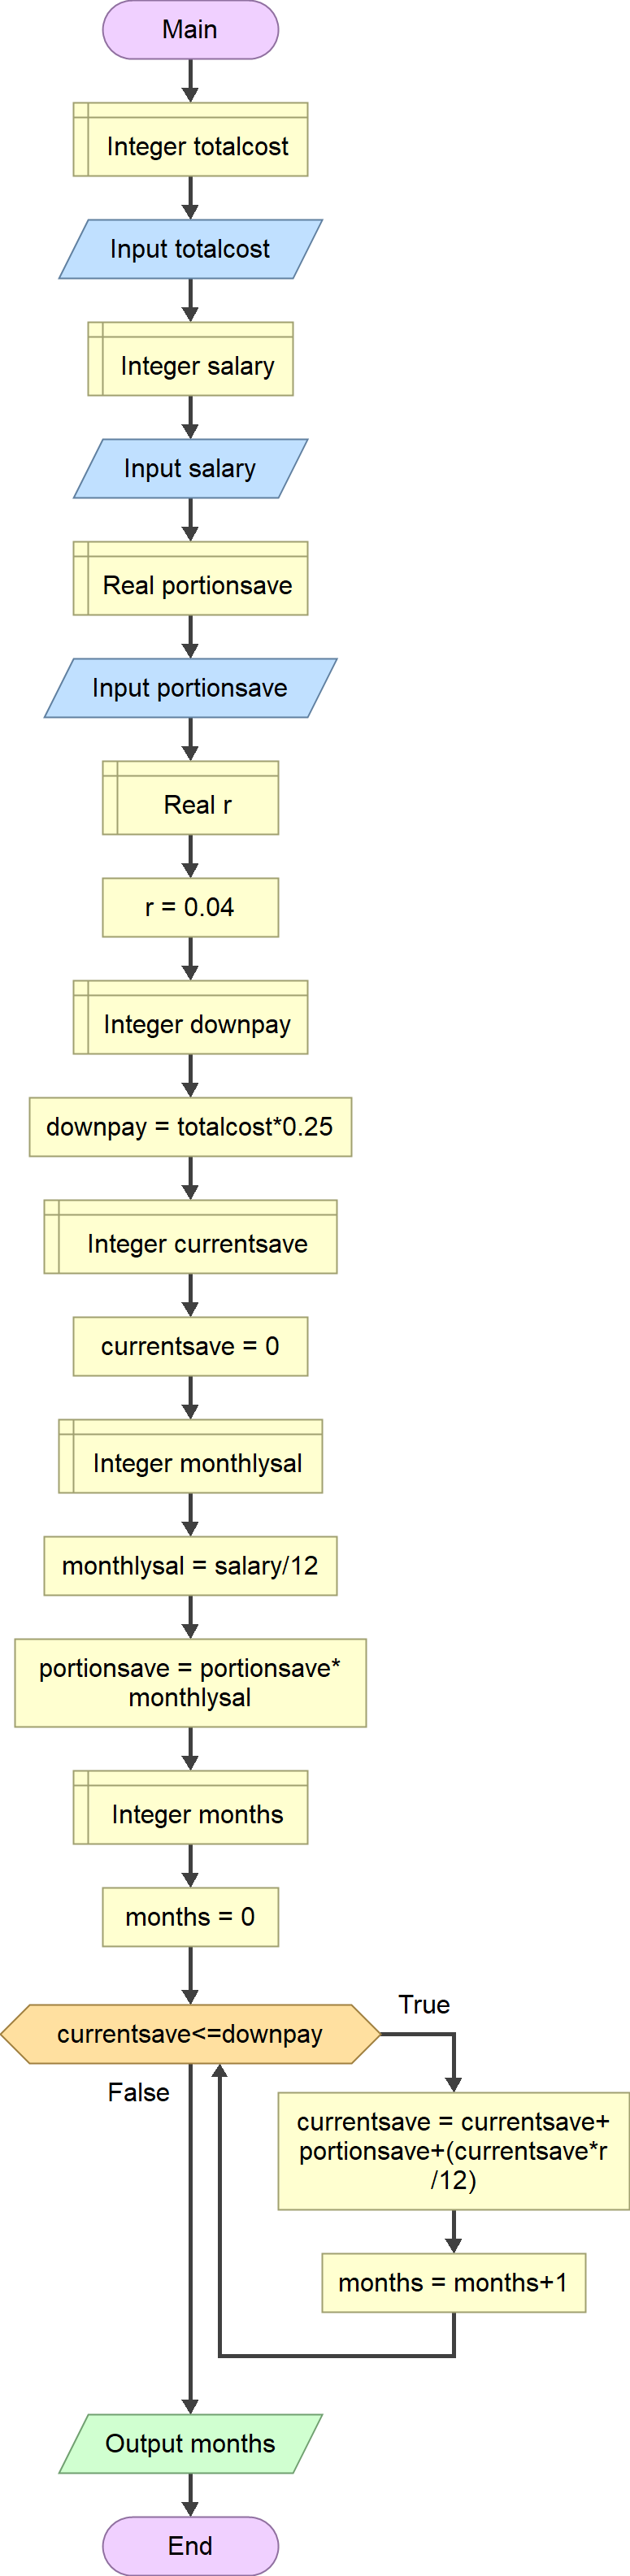 Main
Integer totalcost
Input totalcost
Integer salary
Input salary
Real portionsave
Input portionsave
Real r
r = 0.04
Integer downpay
downpay = totalcost*0.25
Integer currentsave
currentsave = 0
Integer monthlysal
monthlysal = salary/12
portionsave = portionsave*
monthlysal
Integer months
months = 0
currentsave<=downpay
True
False
currentsave = currentsave+
portionsave+(currentsave*r
/12)
months = months+1
Output months
End